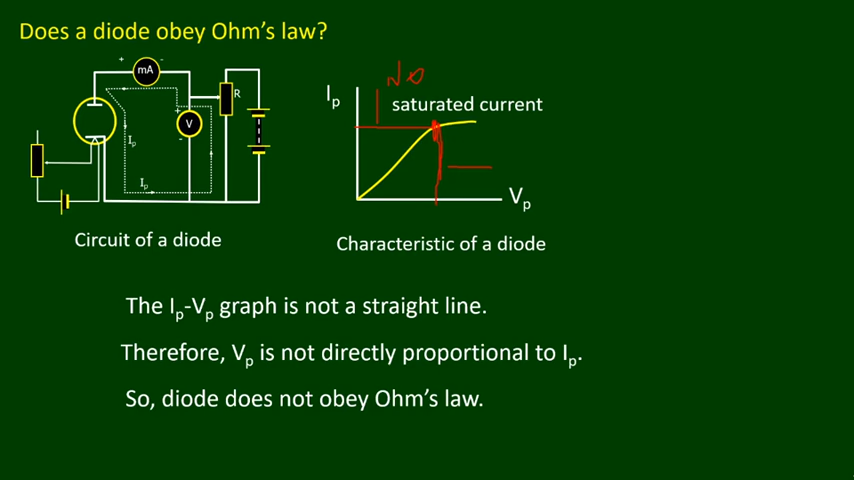 Does a diode obey Ohm's law?
+ mA -
R
+
V
-
Ip
Ip
No
Ip
saturated current
Vp
Circuit of a diode
Characteristic of a diode
The Ip-Vp graph is not a straight line.
Therefore, Vp is not directly proportional to Ip.
So, diode does not obey Ohm's law.